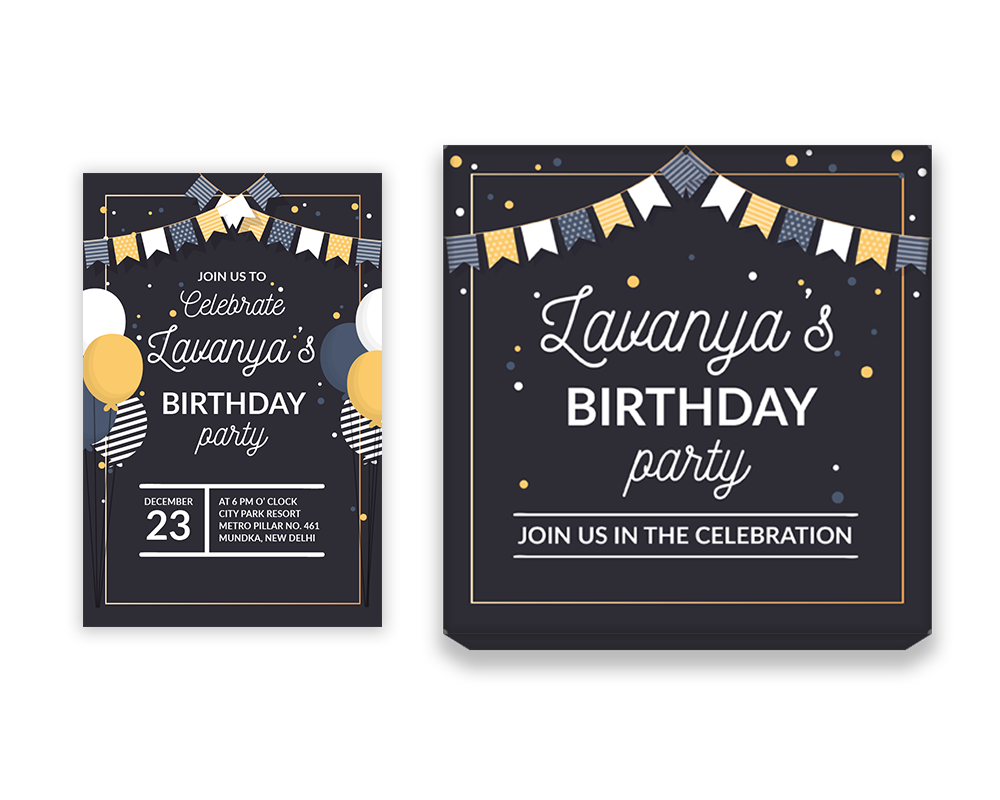 JOIN US TO
Celebrate
Lavanya's
BIRTHDAY
party
DECEMBER
23
AT 6 PM O' CLOCK
CITY PARK RESORT
METRO PILLAR NO. 461
MUNDKA, NEW DELHI
Lavanya's
BIRTHDAY
party
JOIN US IN THE CELEBRATION